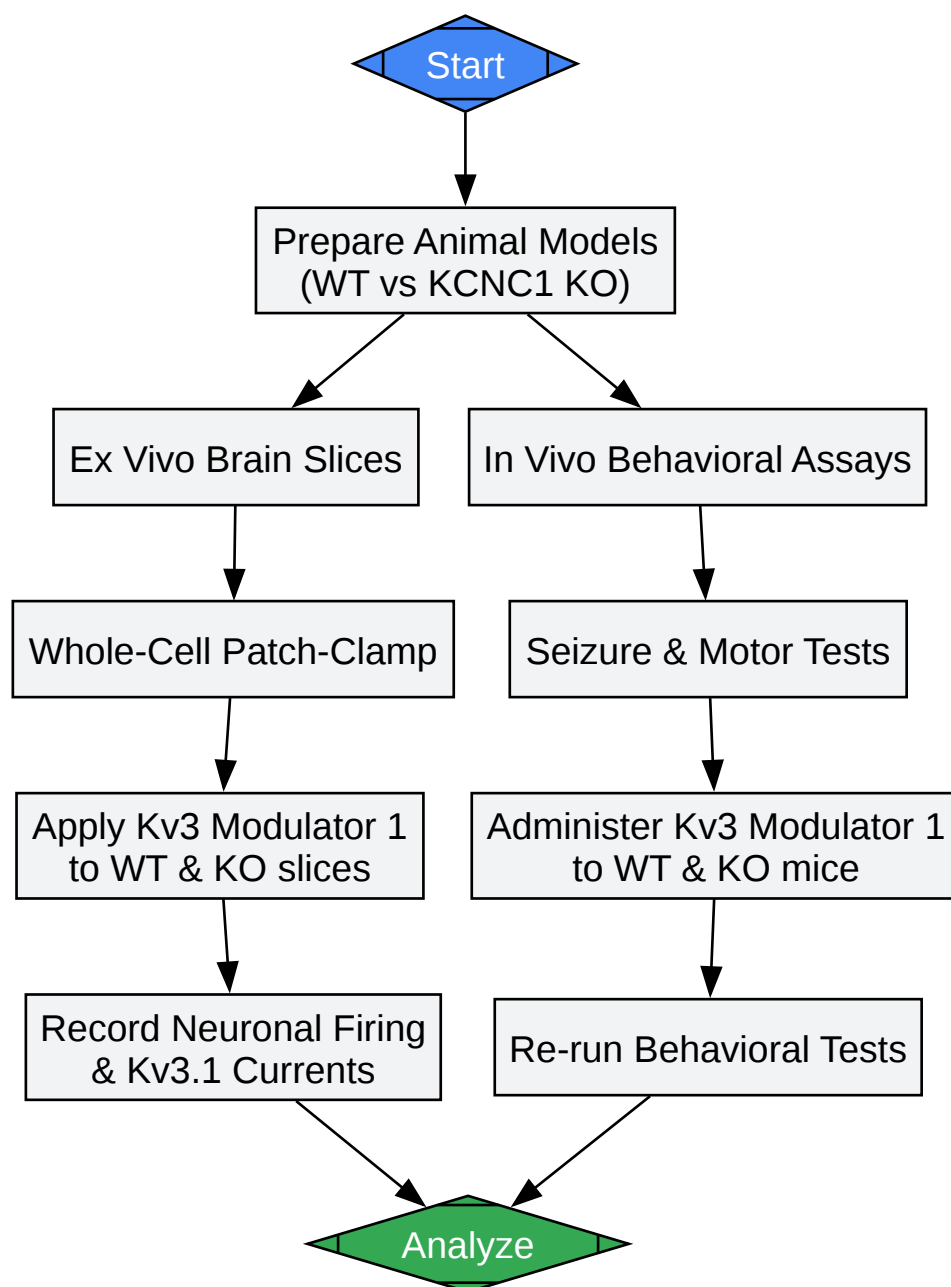 Start
Prepare Animal Models
(WT vs KCNC1 KO)
Ex Vivo Brain Slices
In Vivo Behavioral Assays
Whole-Cell Patch-Clamp
Seizure & Motor Tests
Apply Kv3 Modulator 1
to WT & KO slices
Administer Kv3 Modulator 1
to WT & KO mice
Record Neuronal Firing
& Kv3.1 Currents
Re-run Behavioral Tests
Analyze